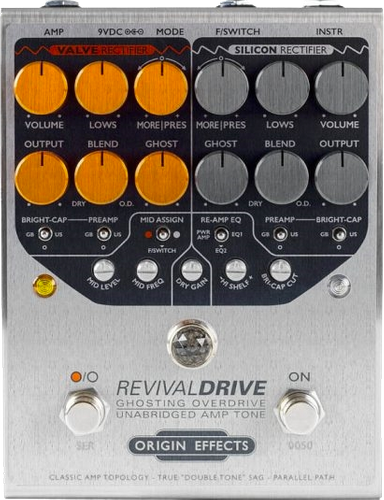 AMP 9VDC MODE F/SWITCH INSTR
VALVE RECTIFIER SILICON RECTIFIER
VOLUME LOWS MORE|PRES MORE|PRES LOWS VOLUME
OUTPUT BLEND GHOST GHOST BLEND OUTPUT
DRY O.D. DRY O.D.
BRIGHT-CAP PREAMP MID ASSIGN RE-AMP EQ PREAMP BRIGHT-CAP
GB US GB US PWR AMP EQ1 GB US GB US
F/SWITCH EQ2
MID LEVEL MID FREQ DRY GAIN HI SHELF BRI-CAP CUT
/O ON
REVIVALDRIVE
GHOSTING OVERDRIVE
UNABRIDGED AMP TONE
SER 0050
ORIGIN EFFECTS
CLASSIC AMP TOPOLOGY - TRUE "DOUBLE TONE" SAG - PARALLEL PATH